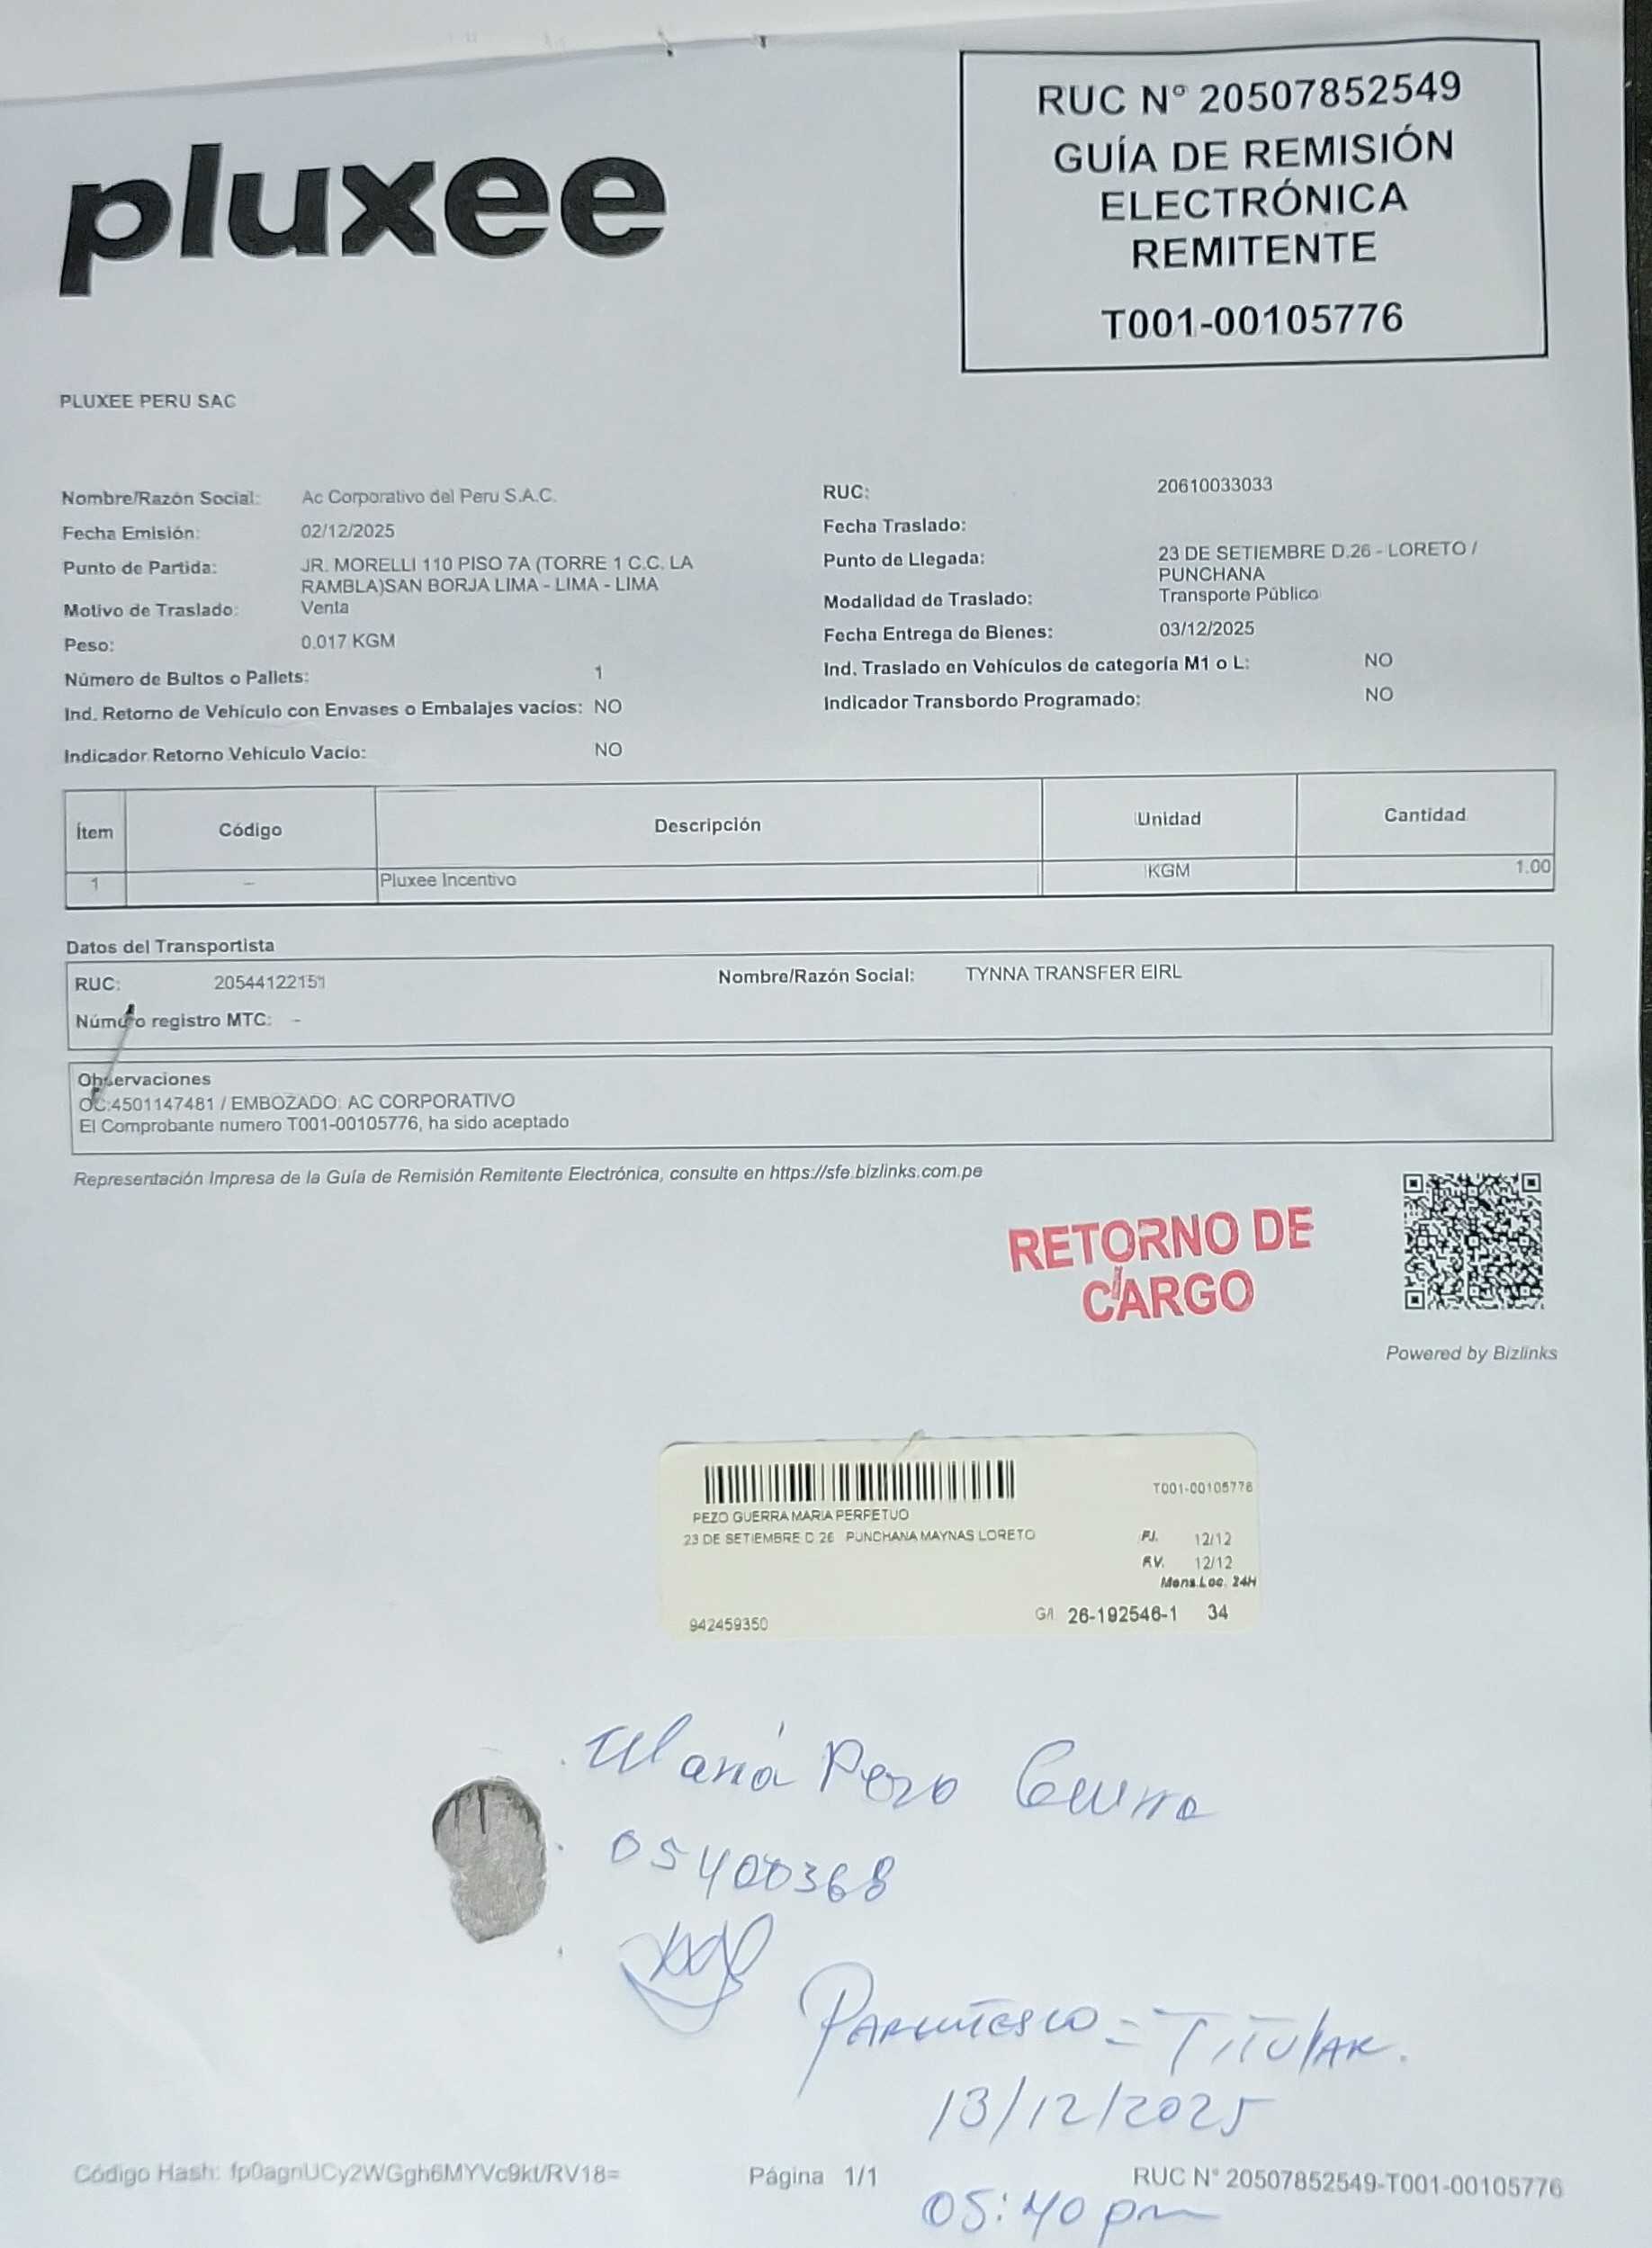 pluxee
RUC N° 20507852549
GUÍA DE REMISIÓN
ELECTRÓNICA
REMITENTE
T001-00105776
PLUXEE PERU SAC
Nombre/Razón Social: Ac Corporativo del Peru S.A.C.
RUC: 20610033033
Fecha Emisión: 02/12/2025
Fecha Traslado:
Punto de Partida: JR. MORELLI 110 PISO 7A (TORRE 1 C.C. LA
RAMBLA)SAN BORJA LIMA - LIMA - LIMA
Punto de Llegada: 23 DE SETIEMBRE D.26 - LORETO /
PUNCHANA
Motivo de Traslado: Venta
Modalidad de Traslado: Transporte Público
Peso: 0.017 KGM
Fecha Entrega de Bienes: 03/12/2025
Número de Bultos o Pallets: 1
Ind. Traslado en Vehículos de categoría M1 o L: NO
Ind. Retorno de Vehículo con Envases o Embalajes vacíos: NO
Indicador Transbordo Programado: NO
Indicador Retorno Vehículo Vacío: NO
Ítem Código Descripción Unidad Cantidad
1 – Pluxee Incentivo KGM 1.00
Datos del Transportista
RUC: 20544122151 Nombre/Razón Social: TYNNA TRANSFER EIRL
Número registro MTC: -
Observaciones
OC:4501147481 / EMBOZADO: AC CORPORATIVO
El Comprobante numero T001-00105776, ha sido aceptado
Representación Impresa de la Guía de Remisión Remitente Electrónica, consulte en https://sfe.bizlinks.com.pe
RETORNO DE
CARGO
Powered by Bizlinks
T001-00105776
PEZO GUERRA MARIA PERPETUO
23 DE SETIEMBRE D 26 PUNCHANA MAYNAS LORETO
PJ. 12/12
RV. 12/12
Mens.Loc. 24H
942459350
G/I 26-192546-1 34
María Pezo Guerra
05400368
Parentesco = Titular.
13/12/2025
Código Hash: fp0agnUCy2WGgh6MYVc9kt/RV18=
Página 1/1
RUC N° 20507852549-T001-00105776
05:40 pm